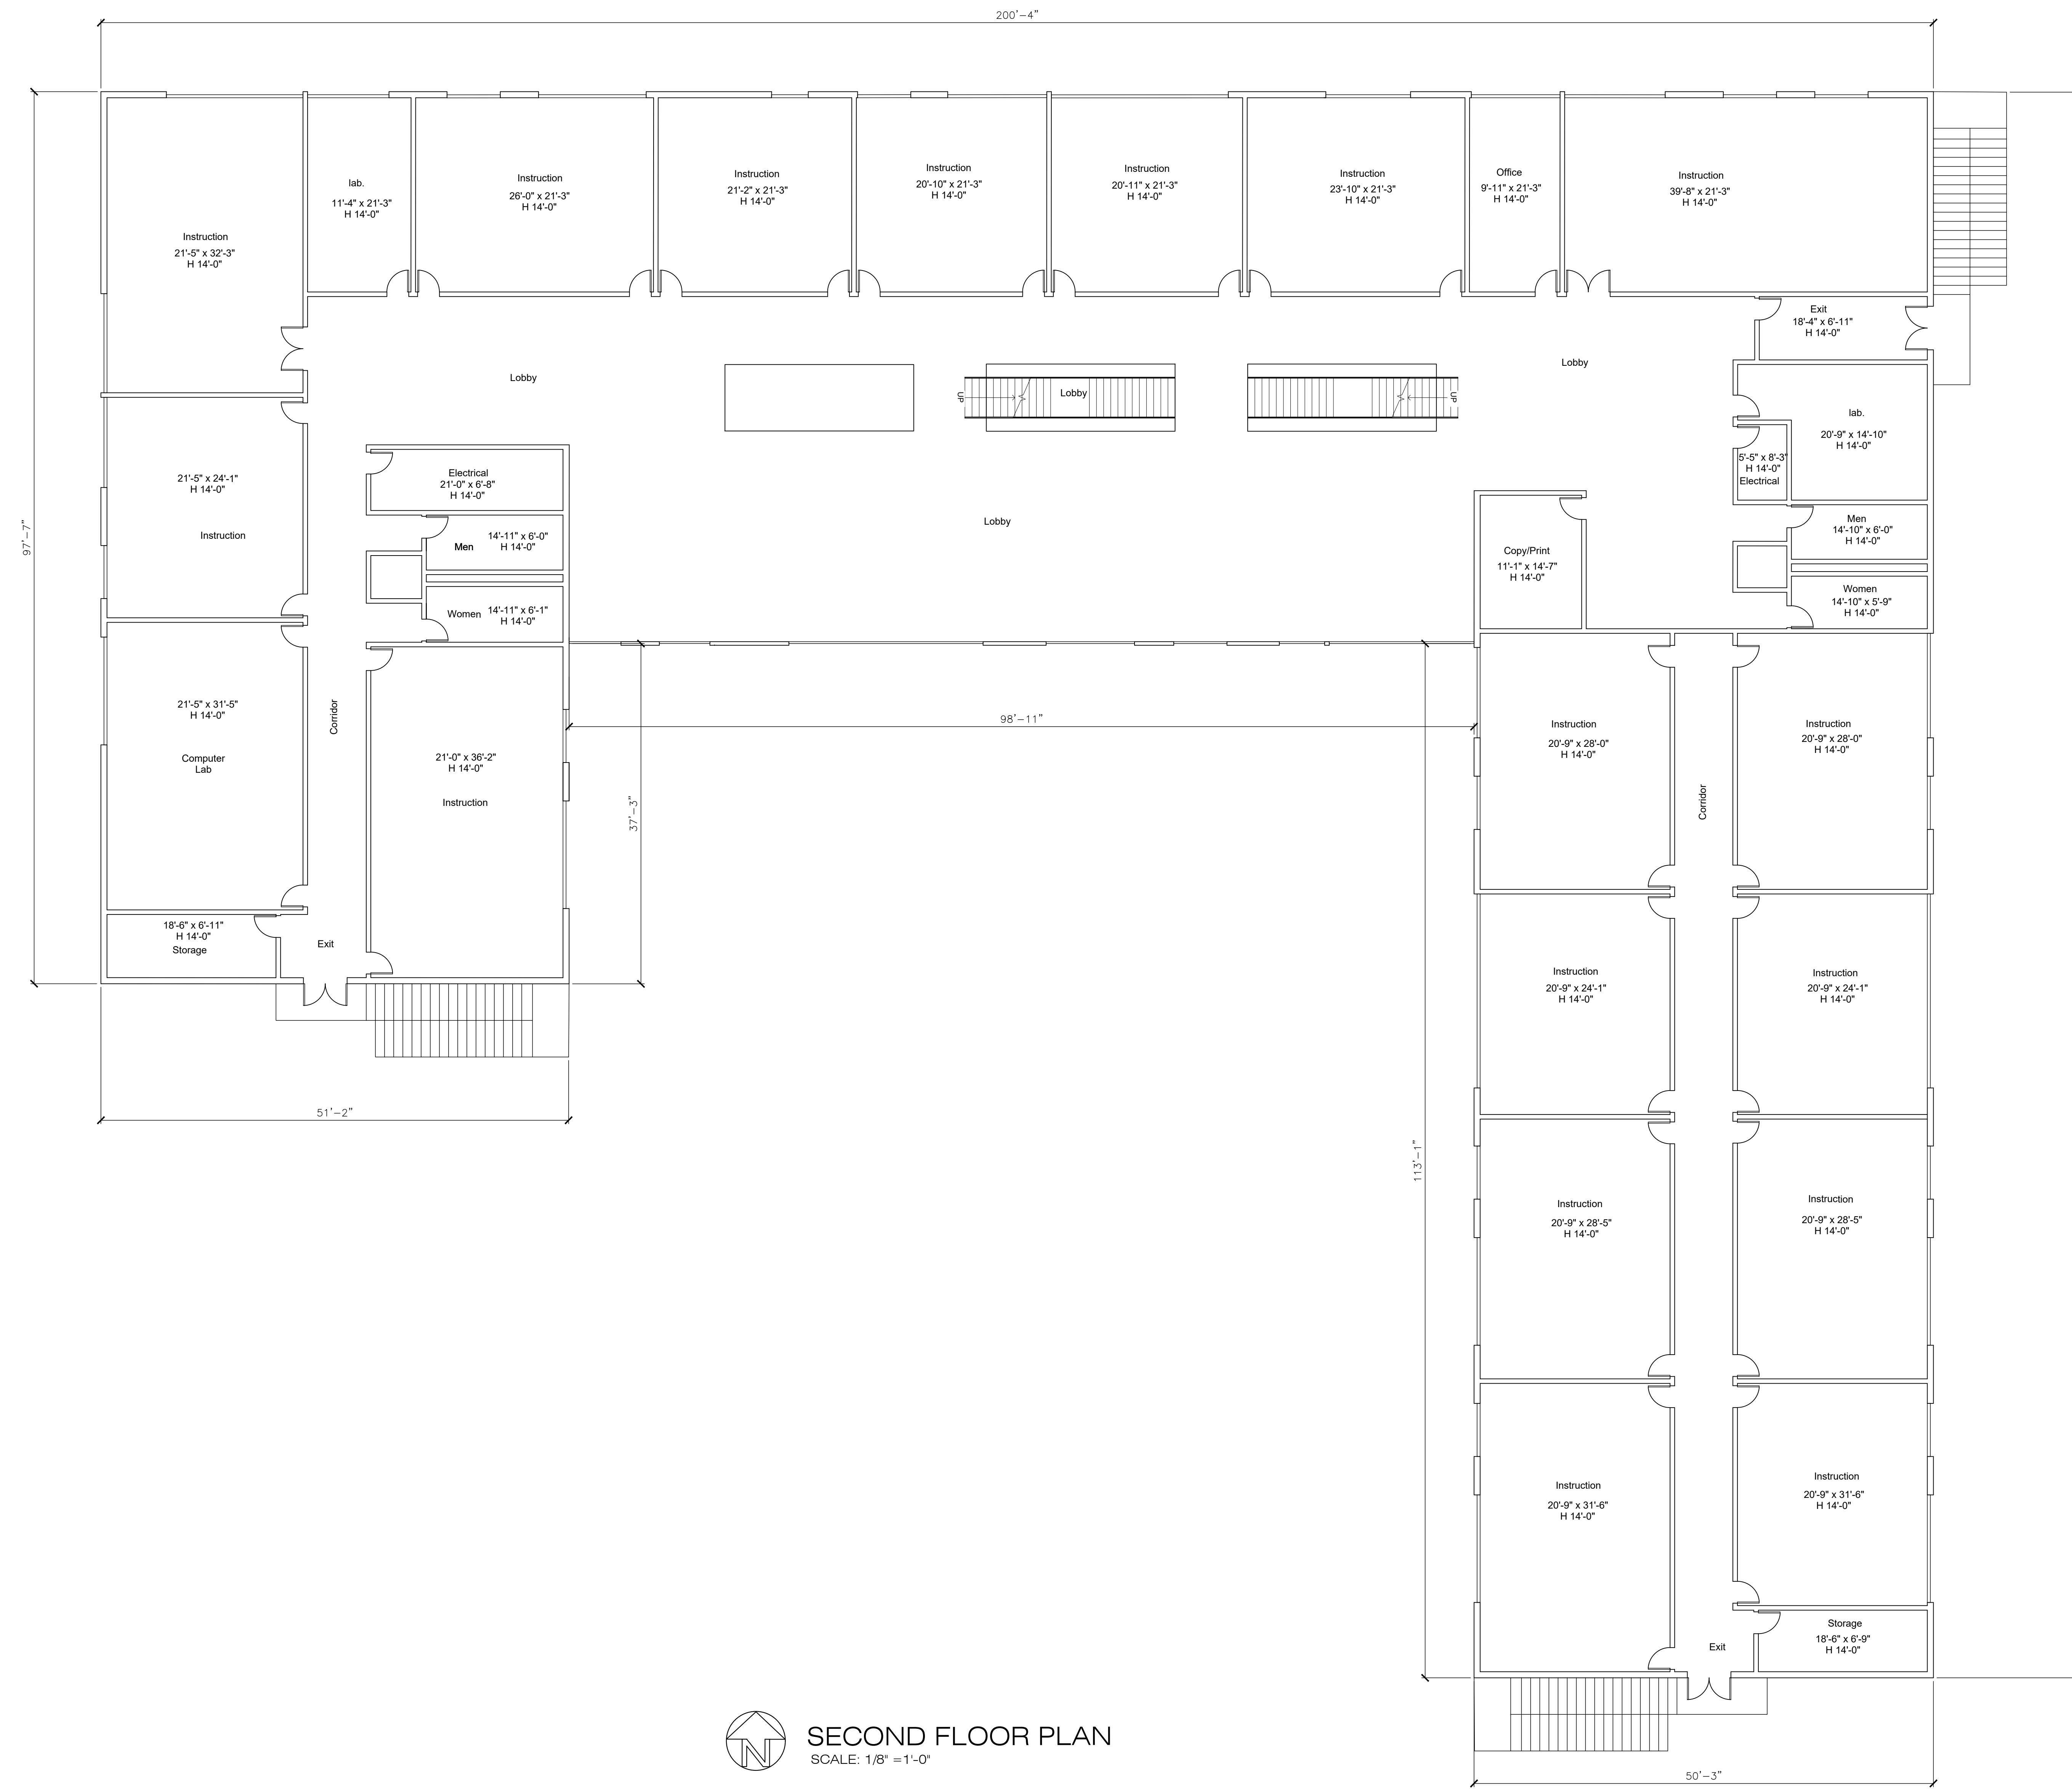 200'-4"
97'-7"
Instruction
21'-5" x 32'-3"
H 14'-0"
lab.
11'-4" x 21'-3"
H 14'-0"
Instruction
26'-0" x 21'-3"
H 14'-0"
Instruction
21'-2" x 21'-3"
H 14'-0"
Instruction
20'-10" x 21'-3"
H 14'-0"
Instruction
20'-11" x 21'-3"
H 14'-0"
Instruction
23'-10" x 21'-3"
H 14'-0"
Office
9'-11" x 21'-3"
H 14'-0"
Instruction
39'-8" x 21'-3"
H 14'-0"
Exit
18'-4" x 6'-11"
H 14'-0"
Lobby
UP
Lobby
UP
Lobby
lab.
20'-9" x 14'-10"
H 14'-0"
5'-5" x 8'-3"
H 14'-0"
Electrical
21'-5" x 24'-1"
H 14'-0"
Instruction
Electrical
21'-0" x 6'-8"
H 14'-0"
Men
14'-11" x 6'-0"
H 14'-0"
Women
14'-11" x 6'-1"
H 14'-0"
Lobby
Copy/Print
11'-1" x 14'-7"
H 14'-0"
Men
14'-10" x 6'-0"
H 14'-0"
Women
14'-10" x 5'-9"
H 14'-0"
21'-5" x 31'-5"
H 14'-0"
Computer
Lab
Corridor
21'-0" x 36'-2"
H 14'-0"
Instruction
37'-3"
98'-11"
Instruction
20'-9" x 28'-0"
H 14'-0"
Corridor
Instruction
20'-9" x 28'-0"
H 14'-0"
18'-6" x 6'-11"
H 14'-0"
Storage
Exit
51'-2"
113'-1"
Instruction
20'-9" x 24'-1"
H 14'-0"
Instruction
20'-9" x 24'-1"
H 14'-0"
Instruction
20'-9" x 28'-5"
H 14'-0"
Instruction
20'-9" x 28'-5"
H 14'-0"
Instruction
20'-9" x 31'-6"
H 14'-0"
Instruction
20'-9" x 31'-6"
H 14'-0"
Exit
Storage
18'-6" x 6'-9"
H 14'-0"
N
SECOND FLOOR PLAN
SCALE: 1/8" =1'-0"
50'-3"